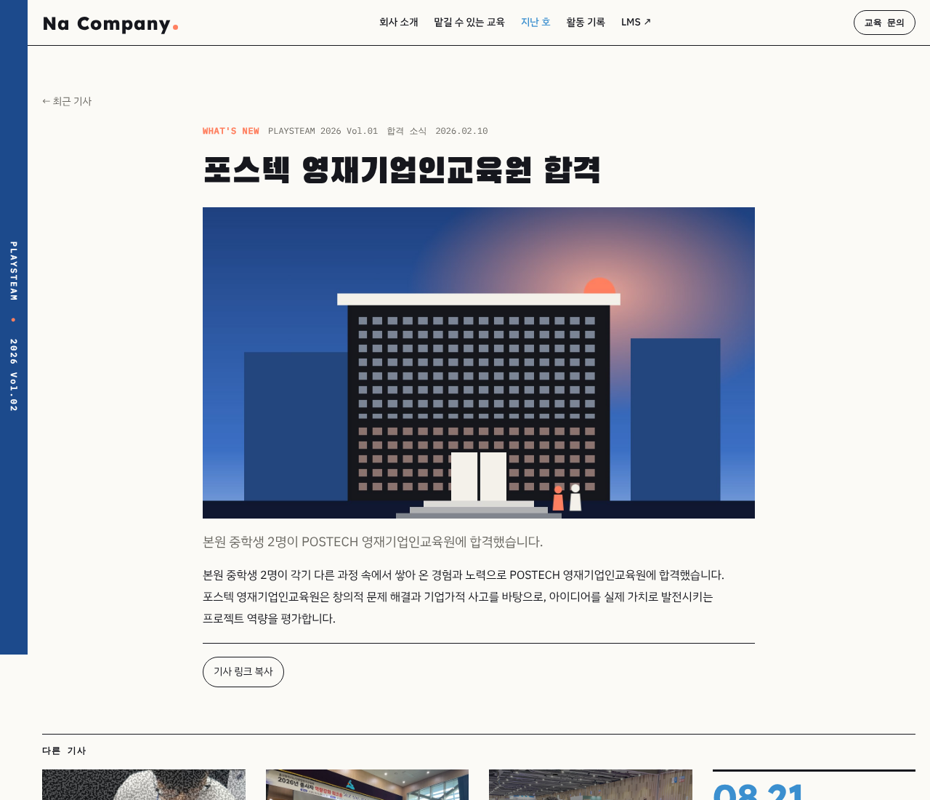 Na Company.
회사 소개 맡길 수 있는 교육 지난 호 활동 기록 LMS ↗
교육 문의
PLAYSTEAM • 2026 Vol.02
← 최근 기사
WHAT'S NEW PLAYSTEAM 2026 Vol.01 합격 소식 2026.02.10
포스텍 영재기업인교육원 합격
본원 중학생 2명이 POSTECH 영재기업인교육원에 합격했습니다.
본원 중학생 2명이 각기 다른 과정 속에서 쌓아 온 경험과 노력으로 POSTECH 영재기업인교육원에 합격했습니다.
포스텍 영재기업인교육원은 창의적 문제 해결과 기업가적 사고를 바탕으로, 아이디어를 실제 가치로 발전시키는
프로젝트 역량을 평가합니다.
기사 링크 복사
다른 기사
08.21